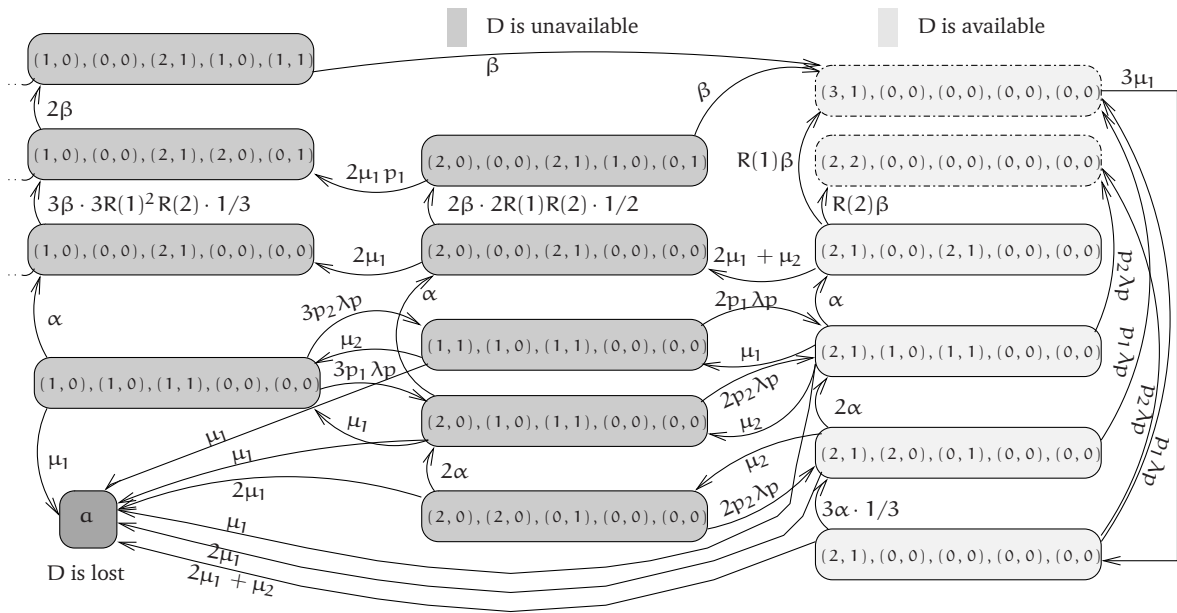 D is unavailable
D is available
(1,0),(0,0),(2,1),(1,0),(1,1)
β
(3,1),(0,0),(0,0),(0,0),(0,0)
3μ₁
β
2β
(1,0),(0,0),(2,1),(2,0),(0,1)
2μ₁p₁
(2,0),(0,0),(2,1),(1,0),(0,1)
R(1)β
(2,2),(0,0),(0,0),(0,0),(0,0)
3β · 3R(1)²R(2) · 1/3
2β · 2R(1)R(2) · 1/2
R(2)β
(1,0),(0,0),(2,1),(0,0),(0,0)
2μ₁
(2,0),(0,0),(2,1),(0,0),(0,0)
2μ₁ + μ₂
(2,1),(0,0),(2,1),(0,0),(0,0)
p₂λp
α
α
α
3p₂λp
2p₁λp
(1,1),(1,0),(1,1),(0,0),(0,0)
μ₂
μ₁
(2,1),(1,0),(1,1),(0,0),(0,0)
p₁λp
(1,0),(1,0),(1,1),(0,0),(0,0)
3p₁λp
2p₂λp
(2,0),(1,0),(1,1),(0,0),(0,0)
μ₂
2α
p₂λp
μ₁
μ₁
μ₁
μ₁
(2,1),(2,0),(0,1),(0,0),(0,0)
μ₂
p₁λp
2α
2μ₁
2p₂λp
3α · 1/3
a
(2,0),(2,0),(0,1),(0,0),(0,0)
μ₁
(2,1),(0,0),(0,0),(0,0),(0,0)
2μ₁
2μ₁ + μ₂
D is lost